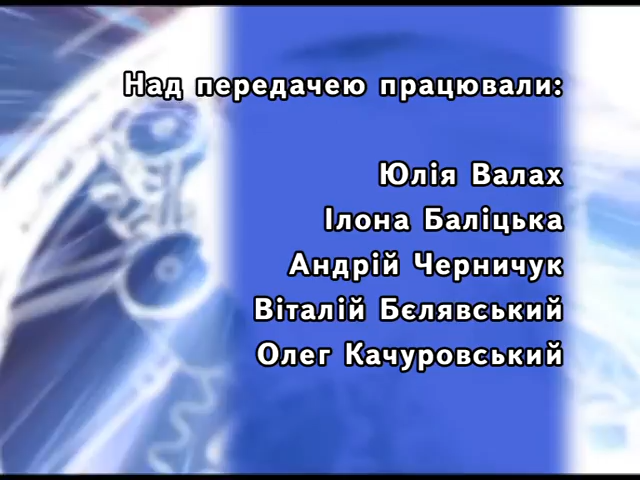 Над передачею працювали:
Юлія Валах
Ілона Баліцька
Андрій Черничук
Віталій Бєлявський
Олег Качуровський